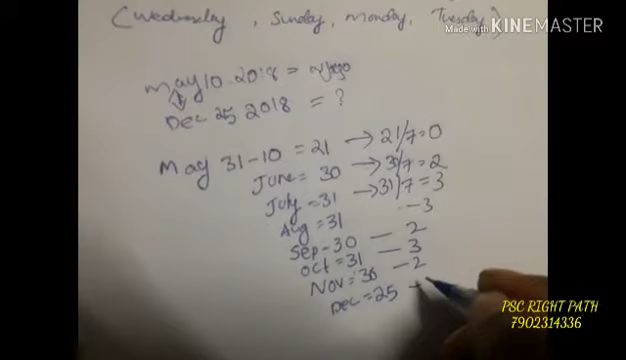 (Wednesday, Sunday, Monday, Tuesday)
Made with KINEMASTER
May 10 2018 =
Dec 25 2018 = ?
May 31-10 = 21 → 21/7=0
June = 30 → 30/7=2
July = 31 → 31/7=3
Aug = 31 - 3
Sep - 30 - 2
Oct = 31 - 3
Nov = 30 - 2
Dec = 25
PSC RIGHT PATH
7902314336